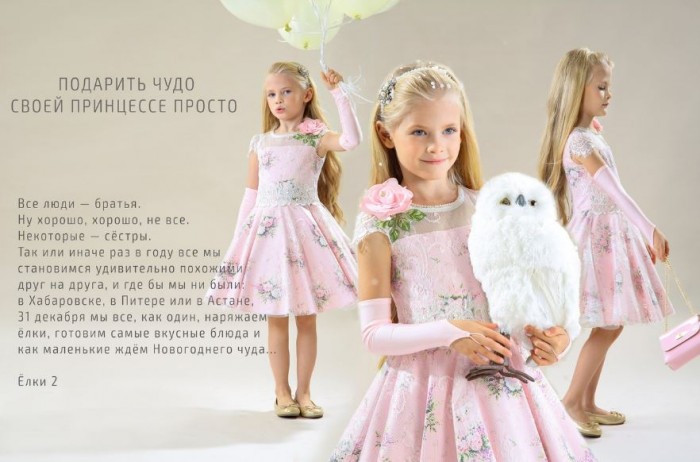 ПОДАРИТЬ ЧУДО
СВОЕЙ ПРИНЦЕССЕ ПРОСТО
Все люди — братья.
Ну хорошо, хорошо, не все.
Некоторые — сёстры.
Так или иначе раз в году все мы
становимся удивительно похожими
друг на друга, и где бы мы ни были:
в Хабаровске, в Питере или в Астане,
31 декабря мы все, как один, наряжаем
ёлки, готовим самые вкусные блюда и
как маленькие ждём Новогоднего чуда...
Ёлки 2